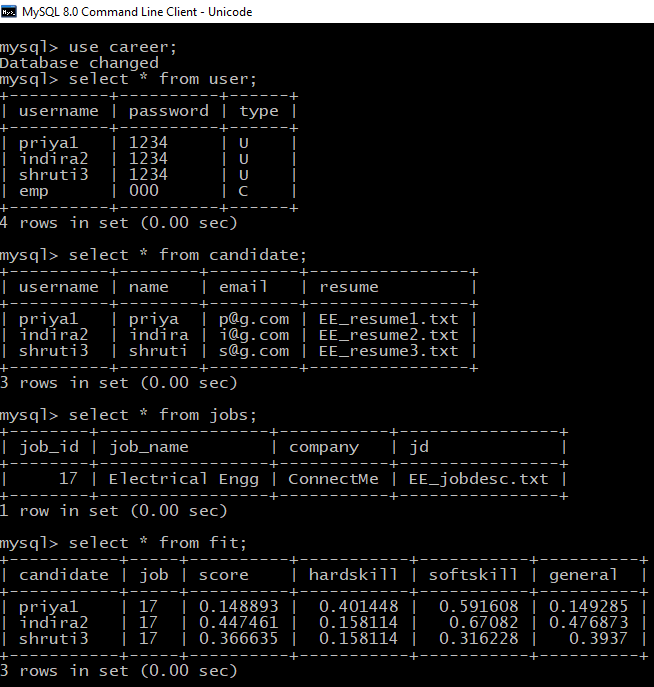 MySQL 8.0 Command Line Client - Unicode
mysql> use career;
Database changed
mysql> select * from user;
+----------+----------+------+
| username | password | type |
+----------+----------+------+
| priya1   | 1234     | U    |
| indira2  | 1234     | U    |
| shruti3  | 1234     | U    |
| emp      | 000      | C    |
+----------+----------+------+
4 rows in set (0.00 sec)
mysql> select * from candidate;
+----------+--------+---------+----------------+
| username | name   | email   | resume         |
+----------+--------+---------+----------------+
| priya1   | priya  | p@g.com | EE_resume1.txt |
| indira2  | indira | i@g.com | EE_resume2.txt |
| shruti3  | shruti | s@g.com | EE_resume3.txt |
+----------+--------+---------+----------------+
3 rows in set (0.00 sec)
mysql> select * from jobs;
+--------+-----------------+-----------+----------------+
| job_id | job_name        | company   | jd             |
+--------+-----------------+-----------+----------------+
|     17 | Electrical Engg | ConnectMe | EE_jobdesc.txt |
+--------+-----------------+-----------+----------------+
1 row in set (0.00 sec)
mysql> select * from fit;
+-----------+-----+----------+-----------+-----------+----------+
| candidate | job | score    | hardskill | softskill | general  |
+-----------+-----+----------+-----------+-----------+----------+
| priya1    | 17  | 0.148893 |  0.401448 |  0.591608 | 0.149285 |
| indira2   | 17  | 0.447461 |  0.158114 |   0.67082 | 0.476873 |
| shruti3   | 17  | 0.366635 |  0.158114 |  0.316228 |   0.3937 |
+-----------+-----+----------+-----------+-----------+----------+
3 rows in set (0.00 sec)